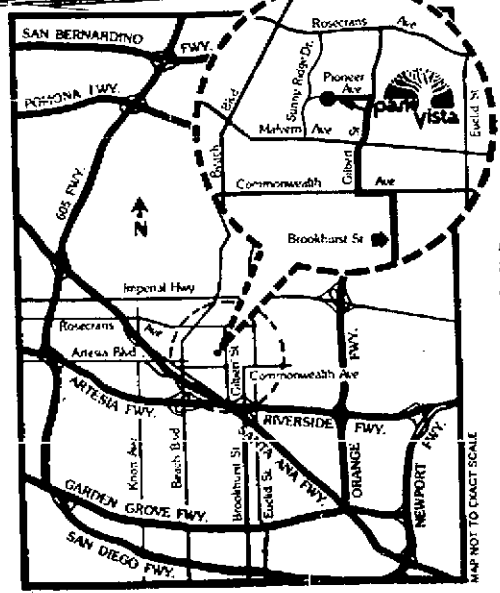 Rosecrans Ave
SAN BERNARDINO FWY.
Sunny Ridge Dr.
Pioneer Ave
park vista
Euclid St
POMONA FWY.
Blvd
Malvern Ave
St
Beach
Gilbert
Commonwealth Ave
605 FWY.
N
Brookhurst St
Imperial Hwy
Rosecrans Ave
Artesia Blvd
Gilbert St
Commonwealth Ave
FWY.
ARTESIA FWY.
RIVERSIDE FWY.
SANTA ANA FWY.
ORANGE
NEWPORT FWY.
Knott Ave
Beach Blvd
Brookhurst St
Euclid St
GARDEN GROVE FWY.
SAN DIEGO FWY.
MAP NOT TO EXACT SCALE